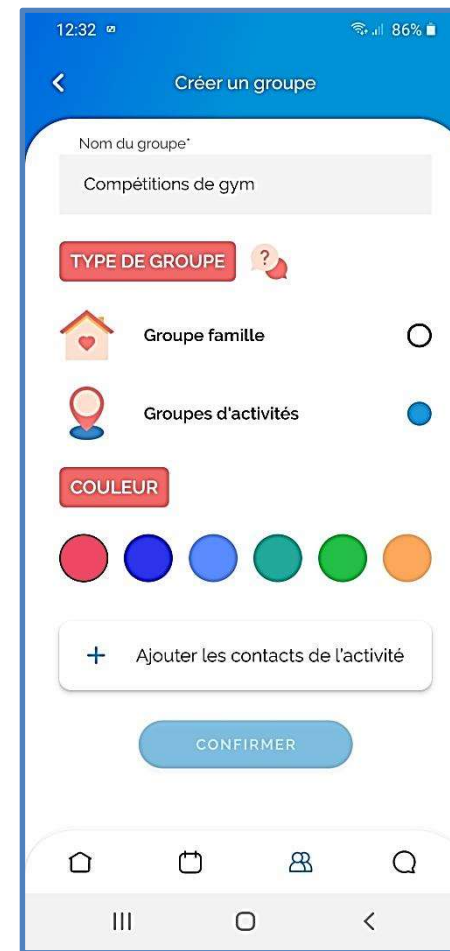 12:32 86%
Créer un groupe
Nom du groupe*
Compétitions de gym
TYPE DE GROUPE ?
Groupe famille
Groupes d'activités
COULEUR
+ Ajouter les contacts de l'activité
CONFIRMER